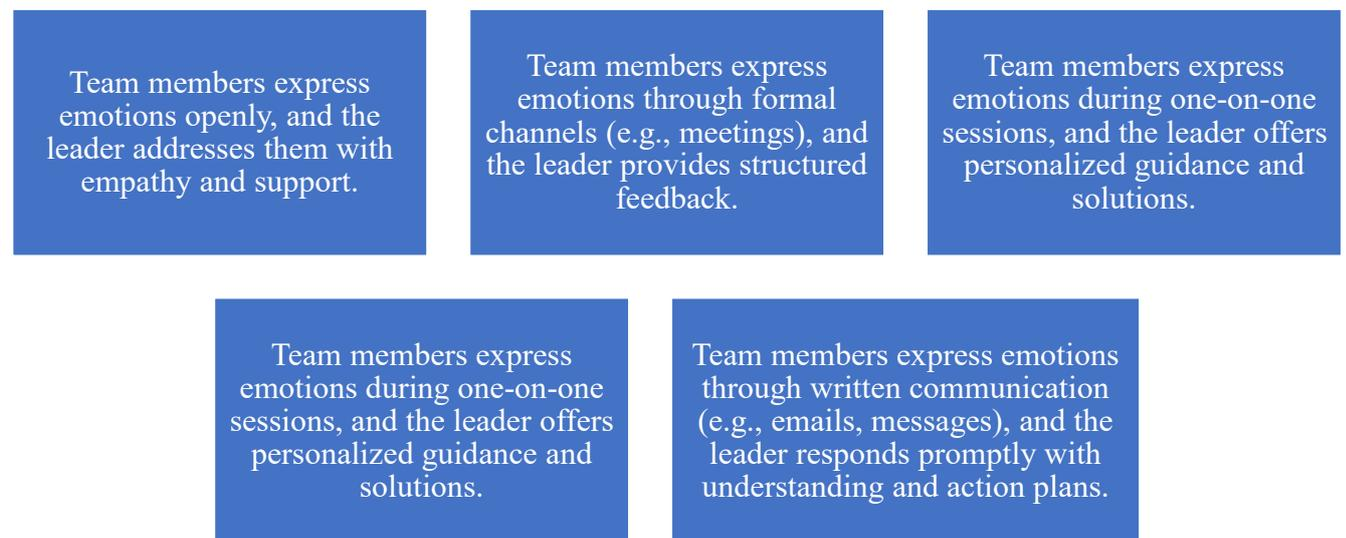 Team members express
emotions openly, and the
leader addresses them with
empathy and support.
Team members express
emotions through formal
channels (e.g., meetings), and
the leader provides structured
feedback.
Team members express
emotions during one-on-one
sessions, and the leader offers
personalized guidance and
solutions.
Team members express
emotions during one-on-one
sessions, and the leader offers
personalized guidance and
solutions.
Team members express emotions
through written communication
(e.g., emails, messages), and the
leader responds promptly with
understanding and action plans.